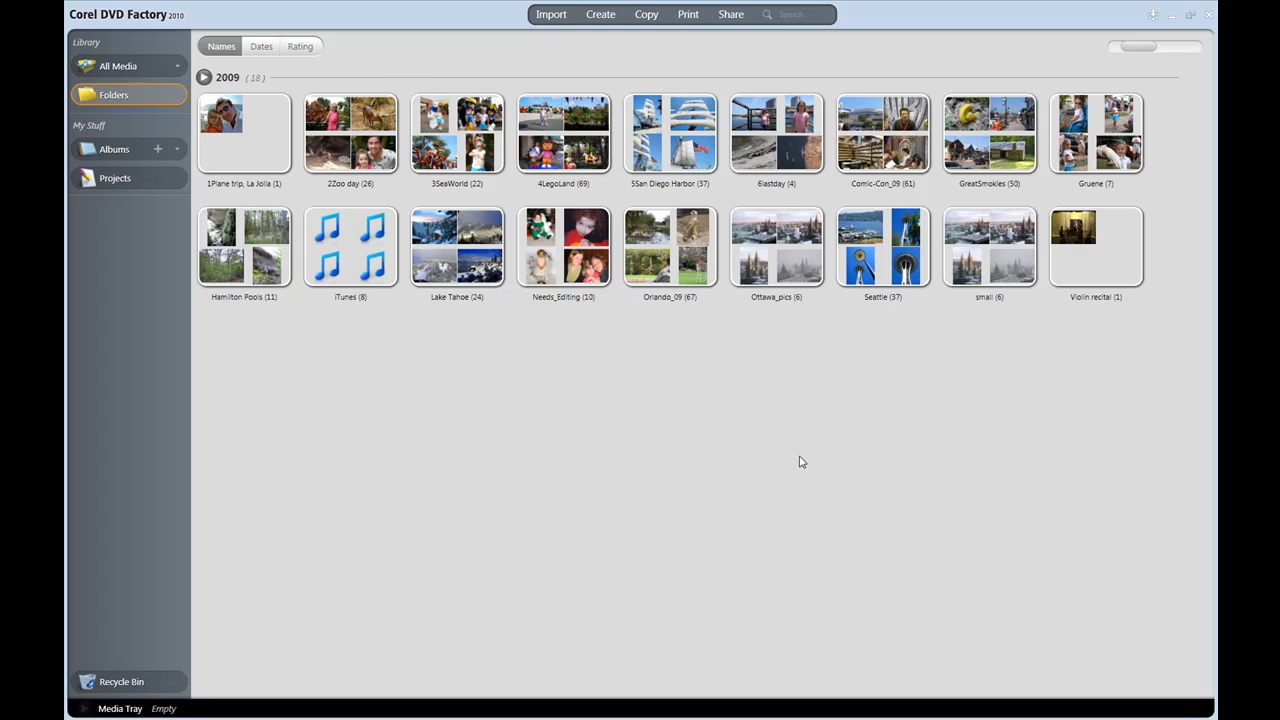 Corel DVD Factory 2010
Import Create Copy Print Share Search
Library
All Media
Folders
My Stuff
Albums
Projects
Recycle Bin
Names Dates Rating
2009 (18)
1Plane trip, La Jolla (1) 2Zoo day (26) 3SeaWorld (22) 4LegoLand (69) 5San Diego Harbor (37) 6lastday (4) Comic-Con_09 (61) GreatSmokies (50) Gruene (7)
Hamilton Pools (11) iTunes (8) Lake Tahoe (24) Needs_Editing (10) Orlando_09 (67) Ottawa_pics (6) Seattle (37) small (6) Violin recital (1)
Media Tray Empty